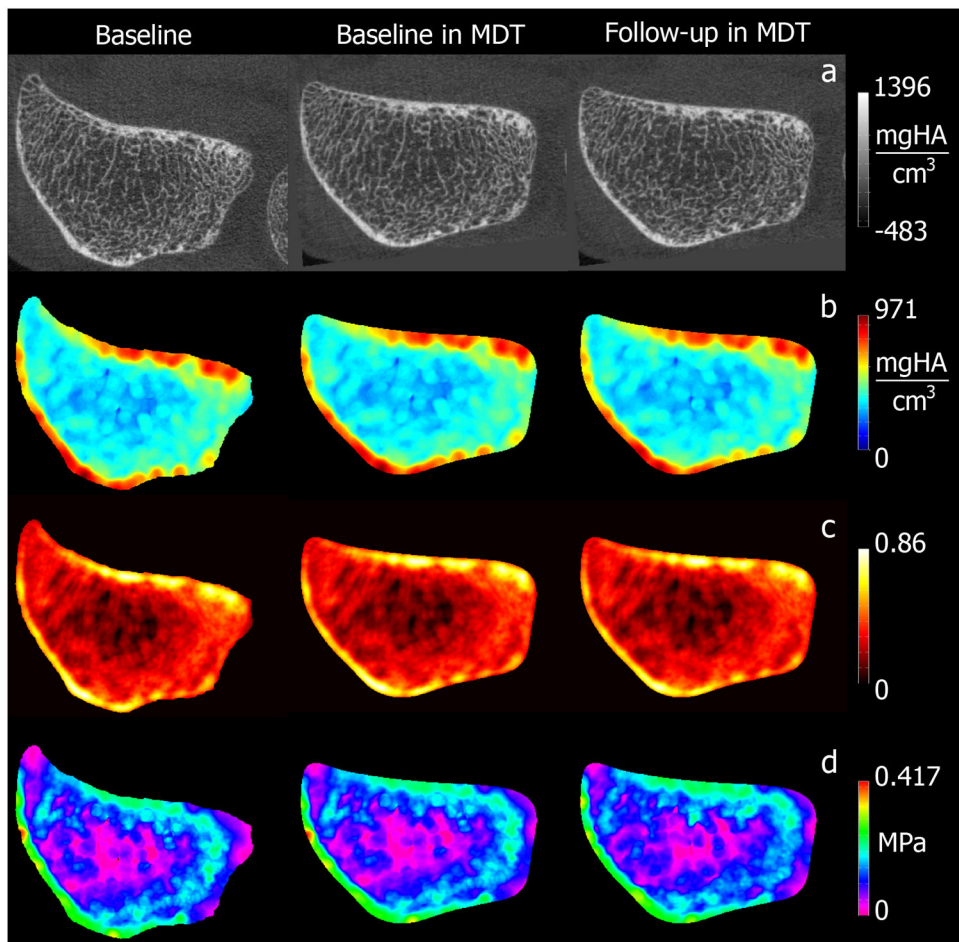 Baseline
Baseline in MDT
Follow-up in MDT
a
1396
mgHA
cm³
-483
b
971
mgHA
cm³
0
c
0.86
0
d
0.417
MPa
0